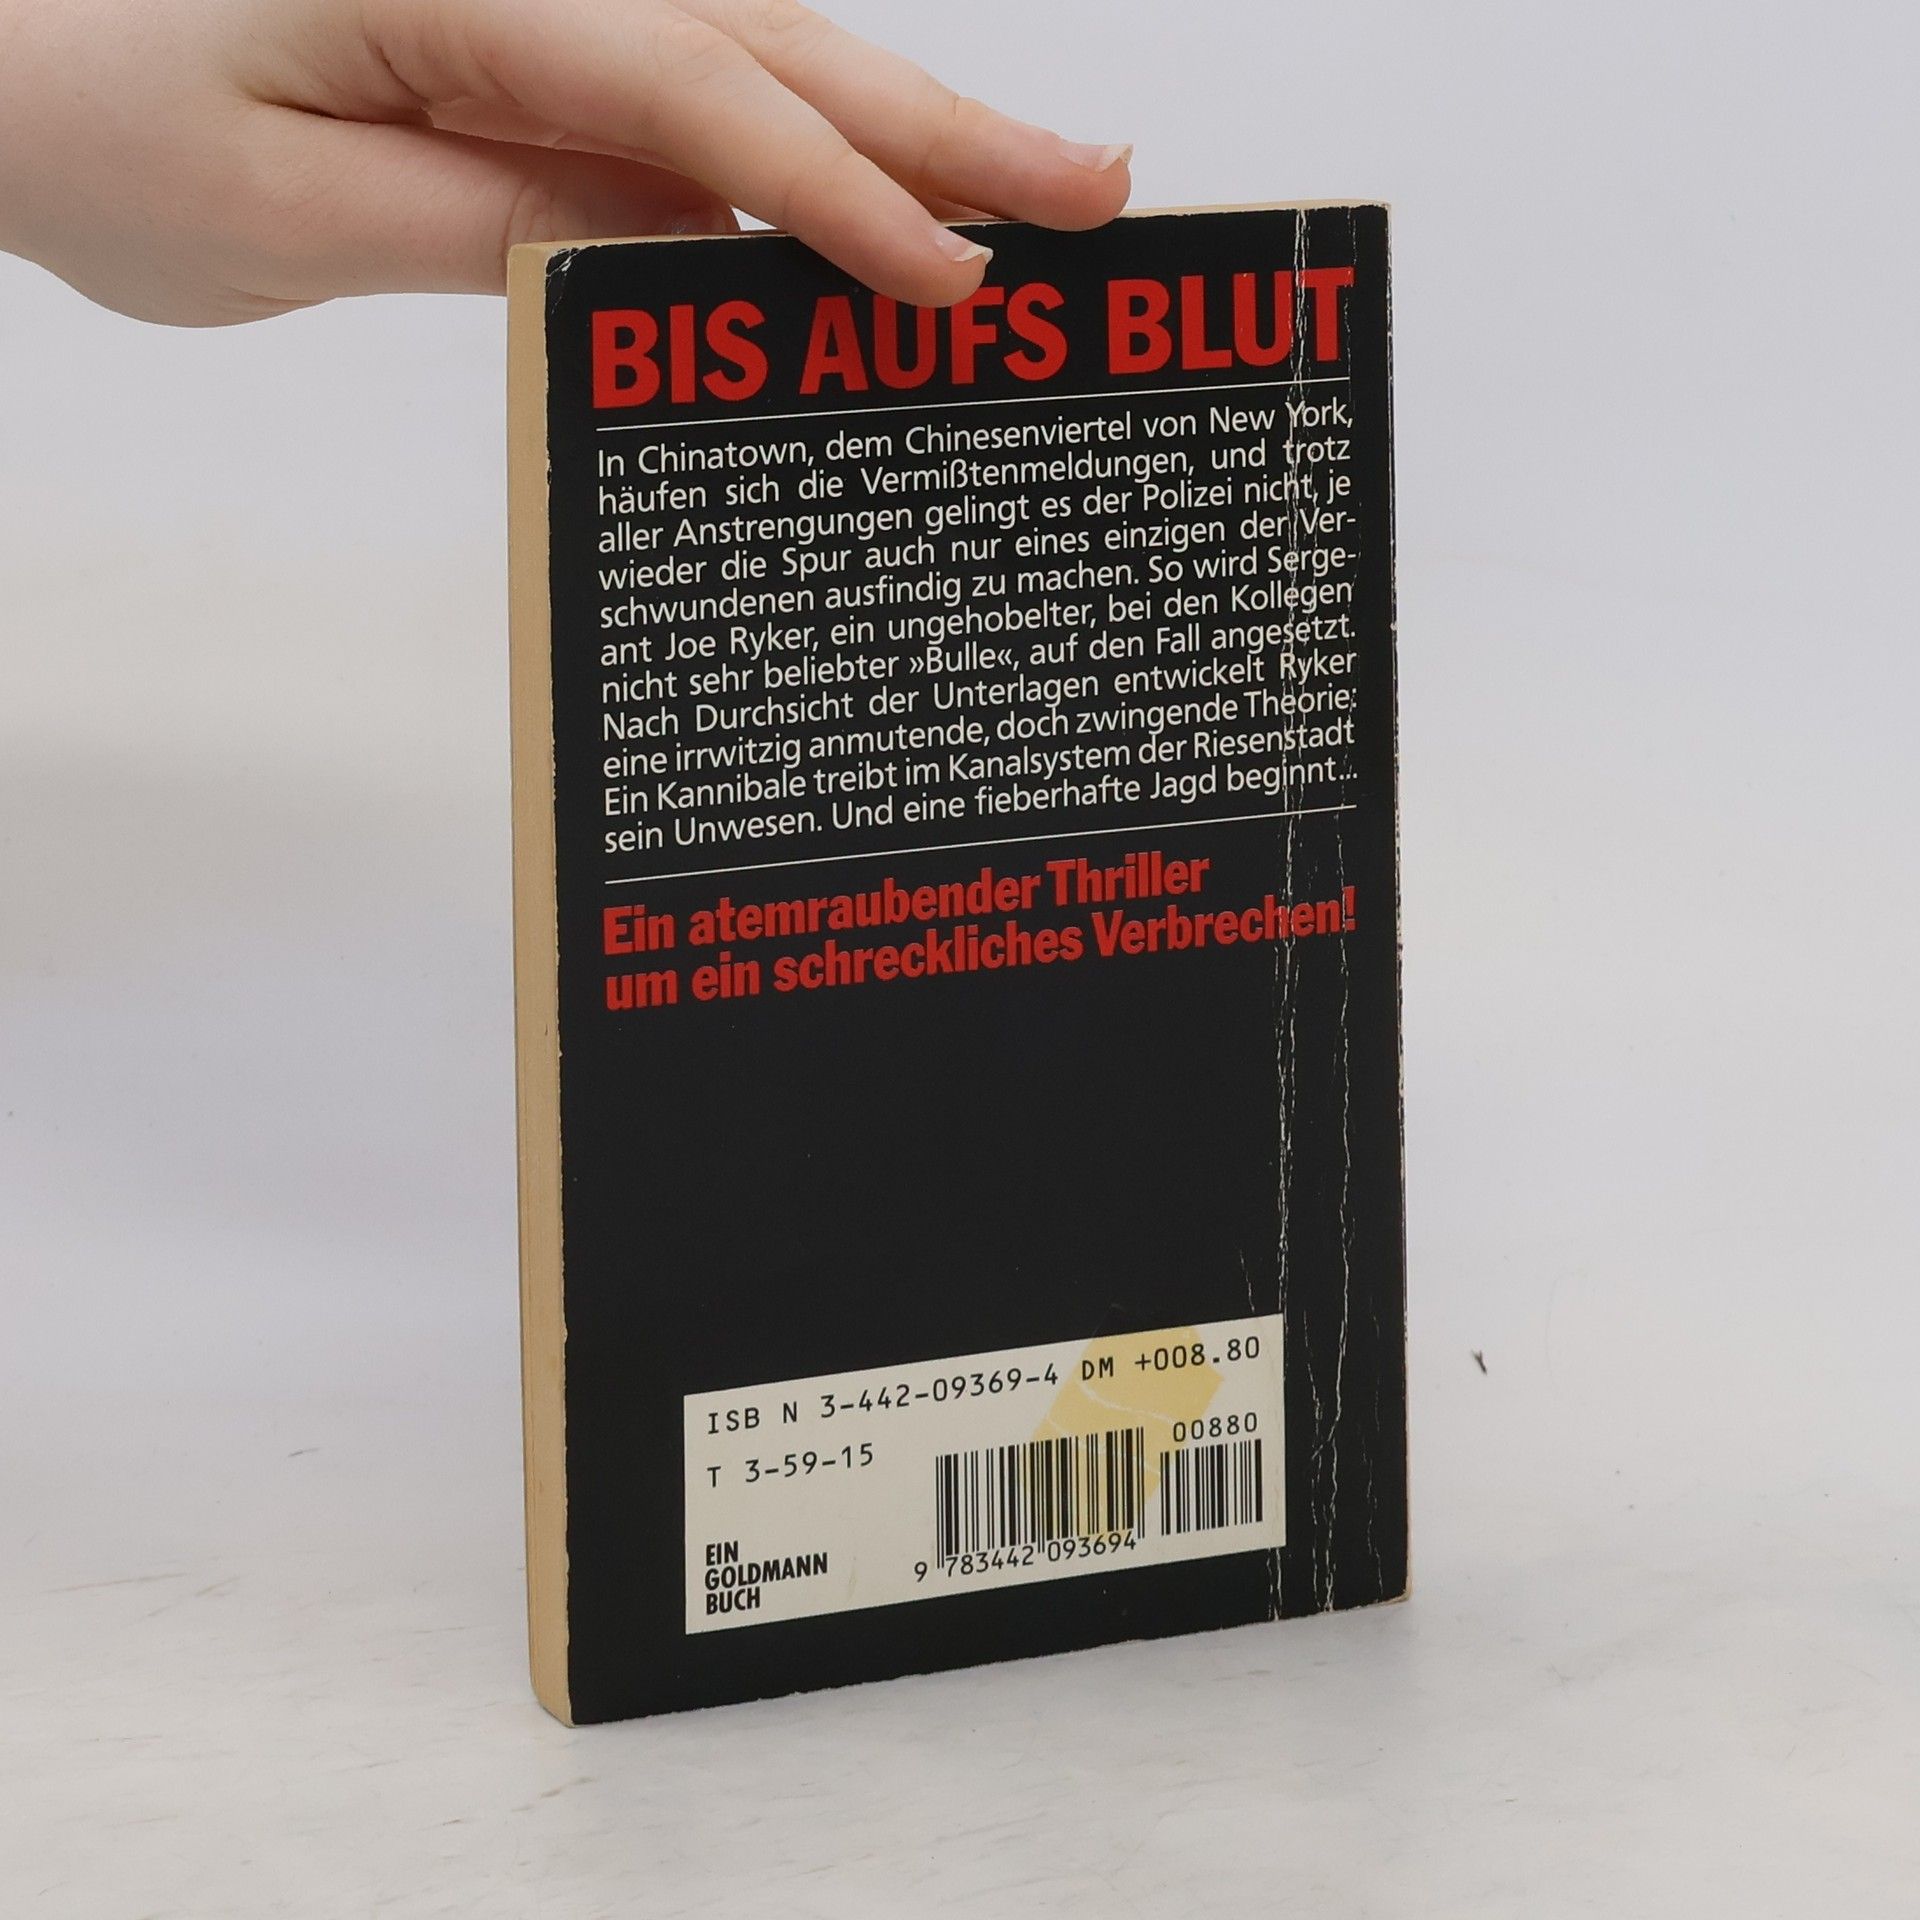 BIS AUFS BLUT
In Chinatown, dem Chinesenviertel von New York,
häufen sich die Vermißtenmeldungen, und trotz
aller Anstrengungen gelingt es der Polizei nicht, je
wieder die Spur auch nur eines einzigen der Ver-
schwundenen ausfindig zu machen. So wird Serge-
ant Joe Ryker, ein ungehobelter, bei den Kollegen
nicht sehr beliebter »Bulle«, auf den Fall angesetzt.
Nach Durchsicht der Unterlagen entwickelt Ryker
eine irrwitzig anmutende, doch zwingende Theorie:
Ein Kannibale treibt im Kanalsystem der Riesenstadt
sein Unwesen. Und eine fieberhafte Jagd beginnt...
Ein atemraubender Thriller
um ein schreckliches Verbrechen!
ISB N 3-442-09369-4 DM +008.80
T 3-59-15
00880
EIN
GOLDMANN
BUCH
9 783442 093694